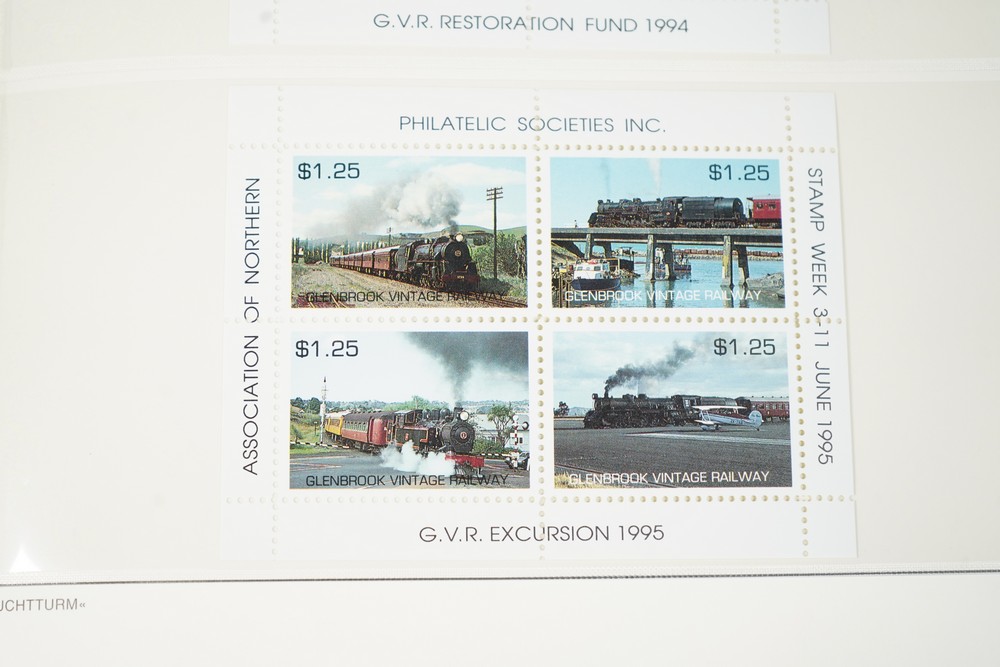 G.V.R. RESTORATION FUND 1994
PHILATELIC SOCIETIES INC.
ASSOCIATION OF NORTHERN
STAMP WEEK 3-11 JUNE 1995
$1.25
GLENBROOK VINTAGE RAILWAY
$1.25
GLENBROOK VINTAGE RAILWAY
$1.25
GLENBROOK VINTAGE RAILWAY
$1.25
GLENBROOK VINTAGE RAILWAY
G.V.R. EXCURSION 1995
UCHTTURM«